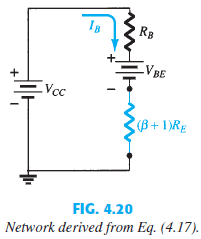 I_B
R_B
+
V_BE
–
+
V_CC
–
(β + 1)R_E
FIG. 4.20
Network derived from Eq. (4.17).